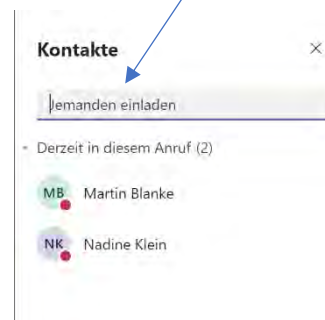 Kontakte
Jemanden einladen
Derzeit in diesem Anruf (2)
MB Martin Blanke
NK Nadine Klein